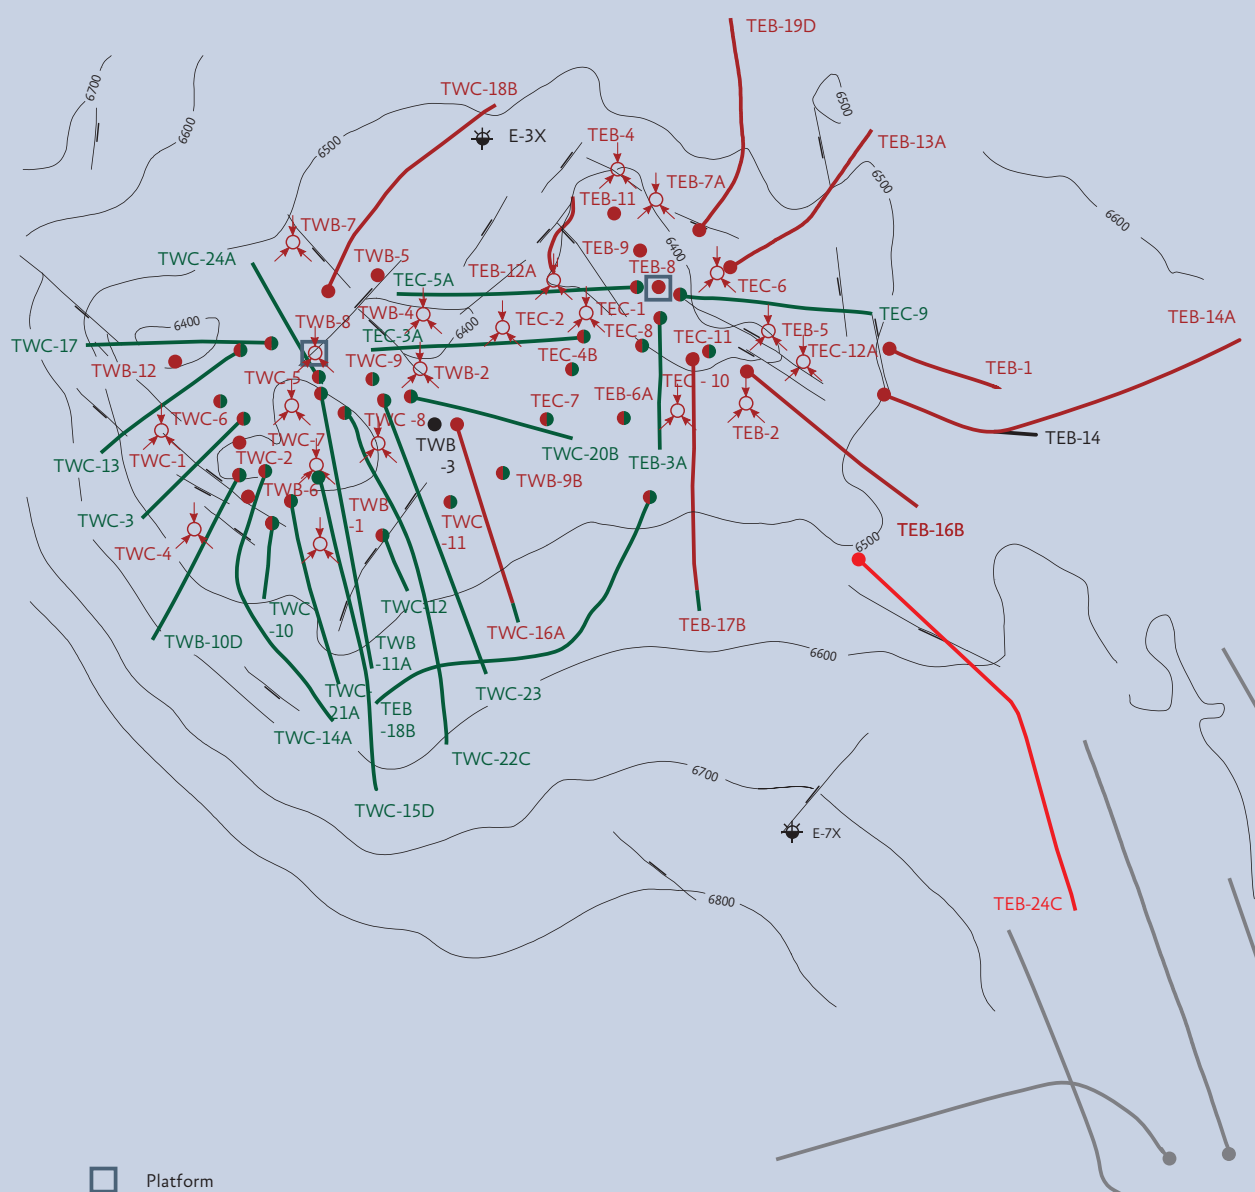 TEB-19D
6700
TWC-18B
6500
6600
E-3X
TEB-4
6500
TEB-13A
TEB-7A
6500
TEB-11
6600
TWB-7
TWC-24A
TWB-5
TEB-9
6400
TEB-12A
TEB-8
TEC-5A
TEC-6
TWB-4
TEC-1
TEC-9
TEB-14A
6400
TWB-8
TEC-2
6400
TEC-8
TEB-5
TWC-17
TEC-3A
TEC-11
TEC-12A
TWC-9
TEC-4B
TEB-1
TWB-12
TWC-5
TWB-2
TEC - 10
TEB-6A
TWC-6
TWC -8
TEC-7
TEB-2
TEB-14
TWC-7
TWB
-3
TWC-20B
TWC-13
TWC-1
TWC-2
TEB-3A
TWB-6
TWB-9B
TWB
-1
TWC
-11
TWC-3
TEB-16B
TWC-4
6500
TWC
-10
TWC-12
TEB-17B
TWB-10D
TWB
-11A
TWC-16A
6600
TWC-
21A
TWC-23
TEB
-18B
TWC-14A
TWC-22C
6700
TWC-15D
E-7X
6800
TEB-24C
Platform